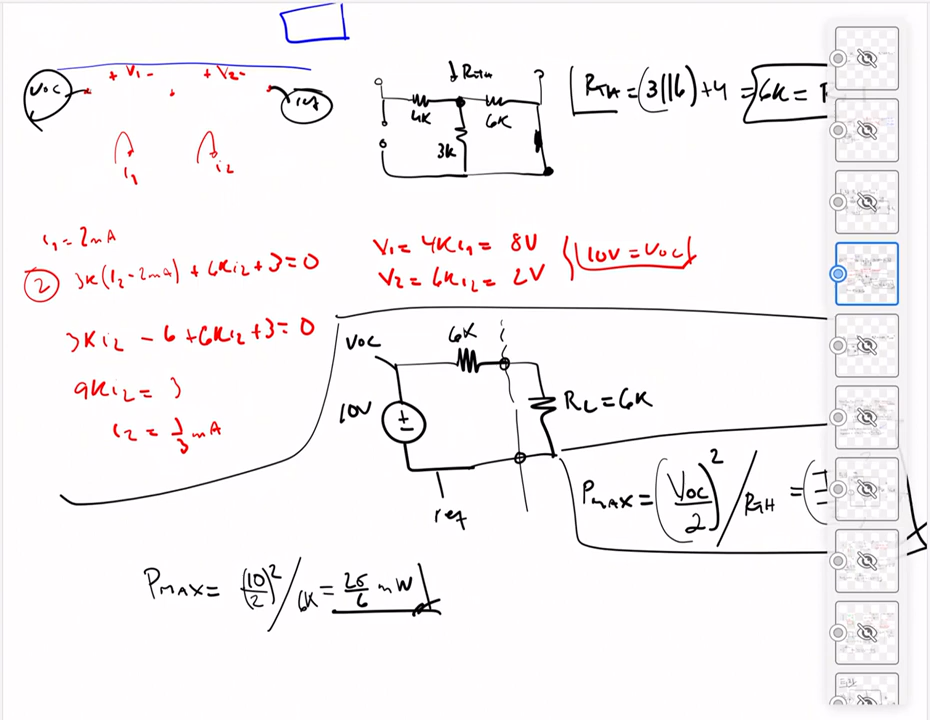 + V1 -
+ V2 -
VOC
i1
i2
RTH
4K
6K
3K
RTH = (3||6) + 4 = 6K =
i1 = 2mA
V1 = 4Ki1 = 8V
V2 = 6Ki2 = 2V
10V = VOC
② 3K(i2 - 2mA) + 6Ki2 + 3 = 0
3Ki2 - 6 + 6Ki2 + 3 = 0
9Ki2 = 3
i2 = 1/3 mA
VOC
6K
10V
+
-
RL = 6K
ref
PMAX = (VOC/2)² / RTH =
PMAX = (10/2)² / 6K = 25/6 mW